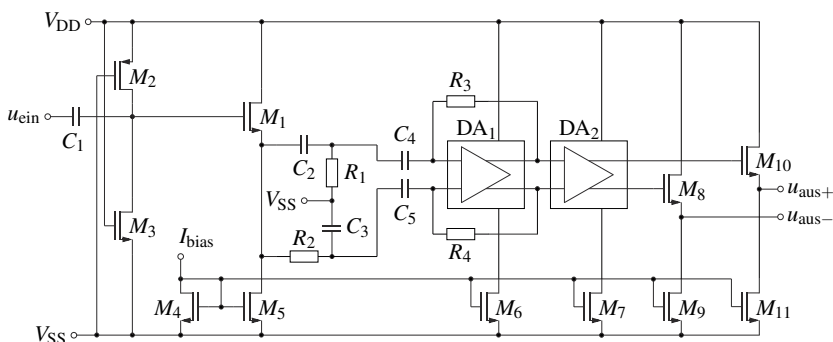 V_DD
M_2
R_3
DA_1
DA_2
u_ein
C_1
M_1
C_4
C_2
R_1
M_10
V_SS
C_5
M_8
u_aus+
M_3
C_3
u_aus−
I_bias
R_2
R_4
M_4
M_5
M_6
M_7
M_9
M_11
V_SS